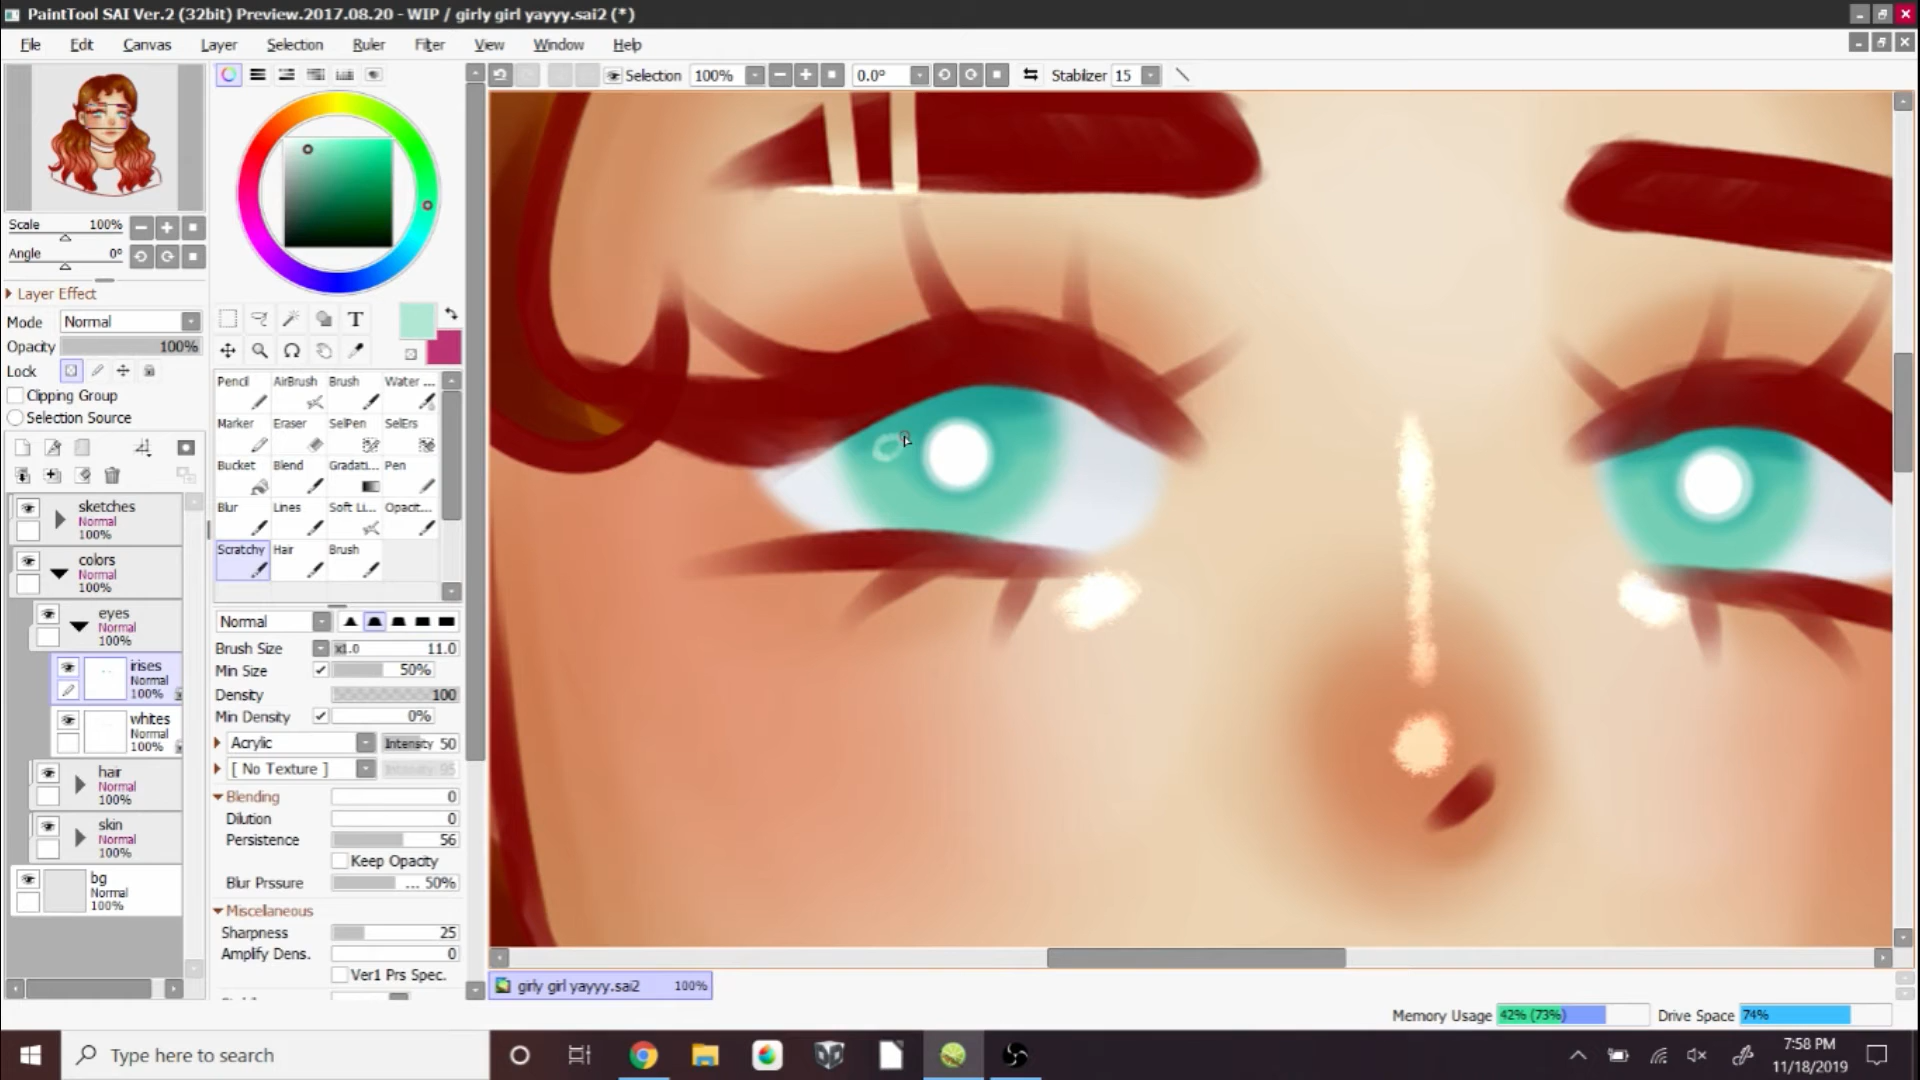 PaintTool SAI Ver.2 (32bit) Preview.2017.08.20 - WIP / girly girl yayyy.sai2 (*)
File Edit Canvas Layer Selection Ruler Filter View Window Help
Selection 100% 0.0° Stabilizer 15
Scale 100%
Angle 0°
Layer Effect
Mode Normal
Opacity 100%
Lock
Clipping Group
Selection Source
sketches
Normal
100%
colors
Normal
100%
eyes
Normal
100%
irises
Normal
100%
whites
Normal
100%
hair
Normal
100%
skin
Normal
100%
bg
Normal
100%
T
Pencil AirBrush Brush Water ...
Marker Eraser SelPen SelErs
Bucket Blend Gradati... Pen
Blur Lines Soft Li... Opacit...
Scratchy Hair Brush
Normal
Brush Size x1.0 11.0
Min Size 50%
Density 100
Min Density 0%
Acrylic Intensity 50
[ No Texture ] Intensity 95
Blending 0
Dilution 0
Persistence 56
Keep Opacity
Blur Prssure ... 50%
Miscellaneous
Sharpness 25
Amplify Dens. 0
Ver1 Prs Spec.
girly girl yayyy.sai2 100%
Memory Usage 42% (73%) Drive Space 74%
Type here to search
7:58 PM
11/18/2019